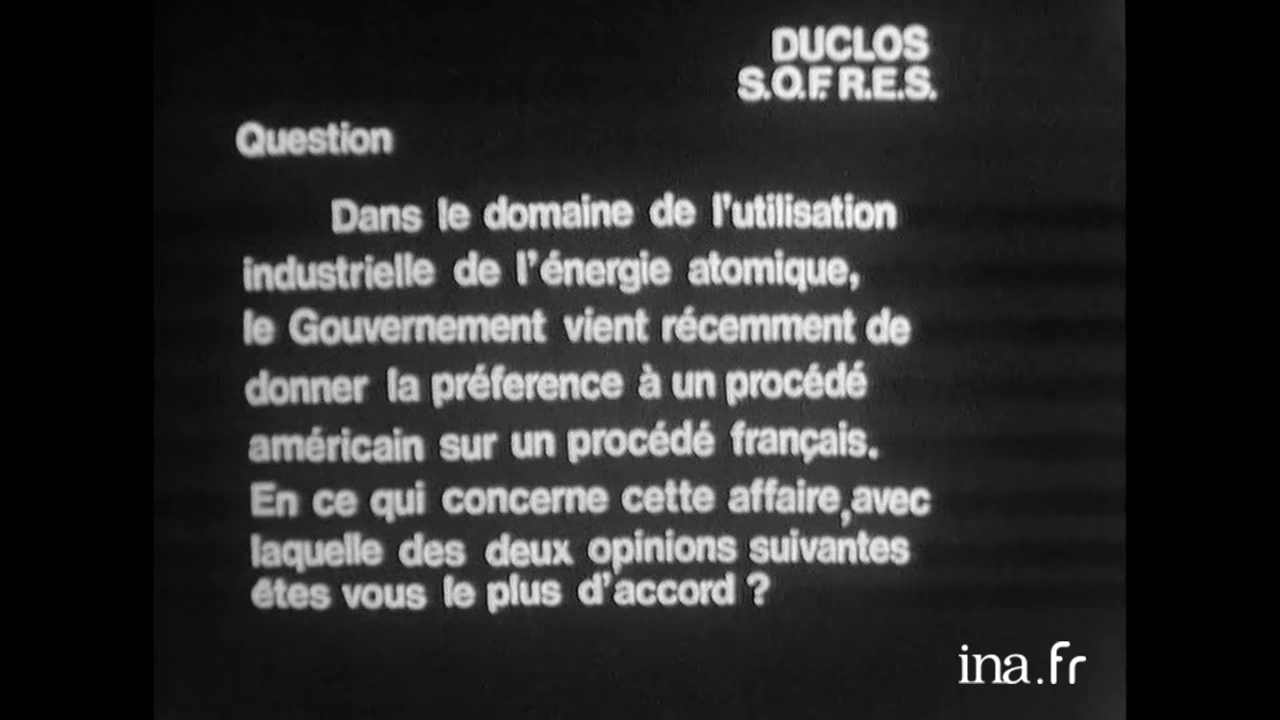 DUCLOS
S.O.F.R.E.S.
Question
Dans le domaine de l'utilisation
industrielle de l'énergie atomique,
le Gouvernement vient récemment de
donner la préference à un procédé
américain sur un procédé français.
En ce qui concerne cette affaire, avec
laquelle des deux opinions suivantes
êtes vous le plus d'accord ?
ina.fr